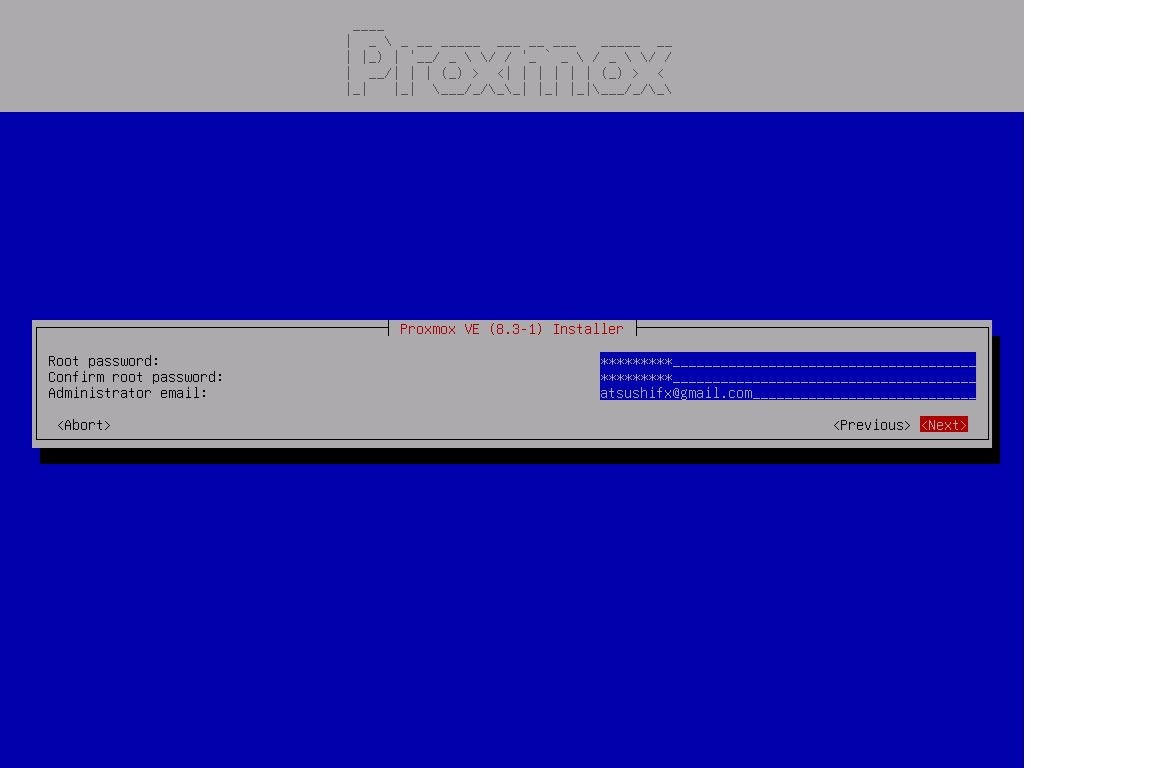 Proxmox
Proxmox VE (8.3-1) Installer
Root password: *********
Confirm root password: *********
Administrator email: atsushifx@gmail.com
<Abort> <Previous> <Next>